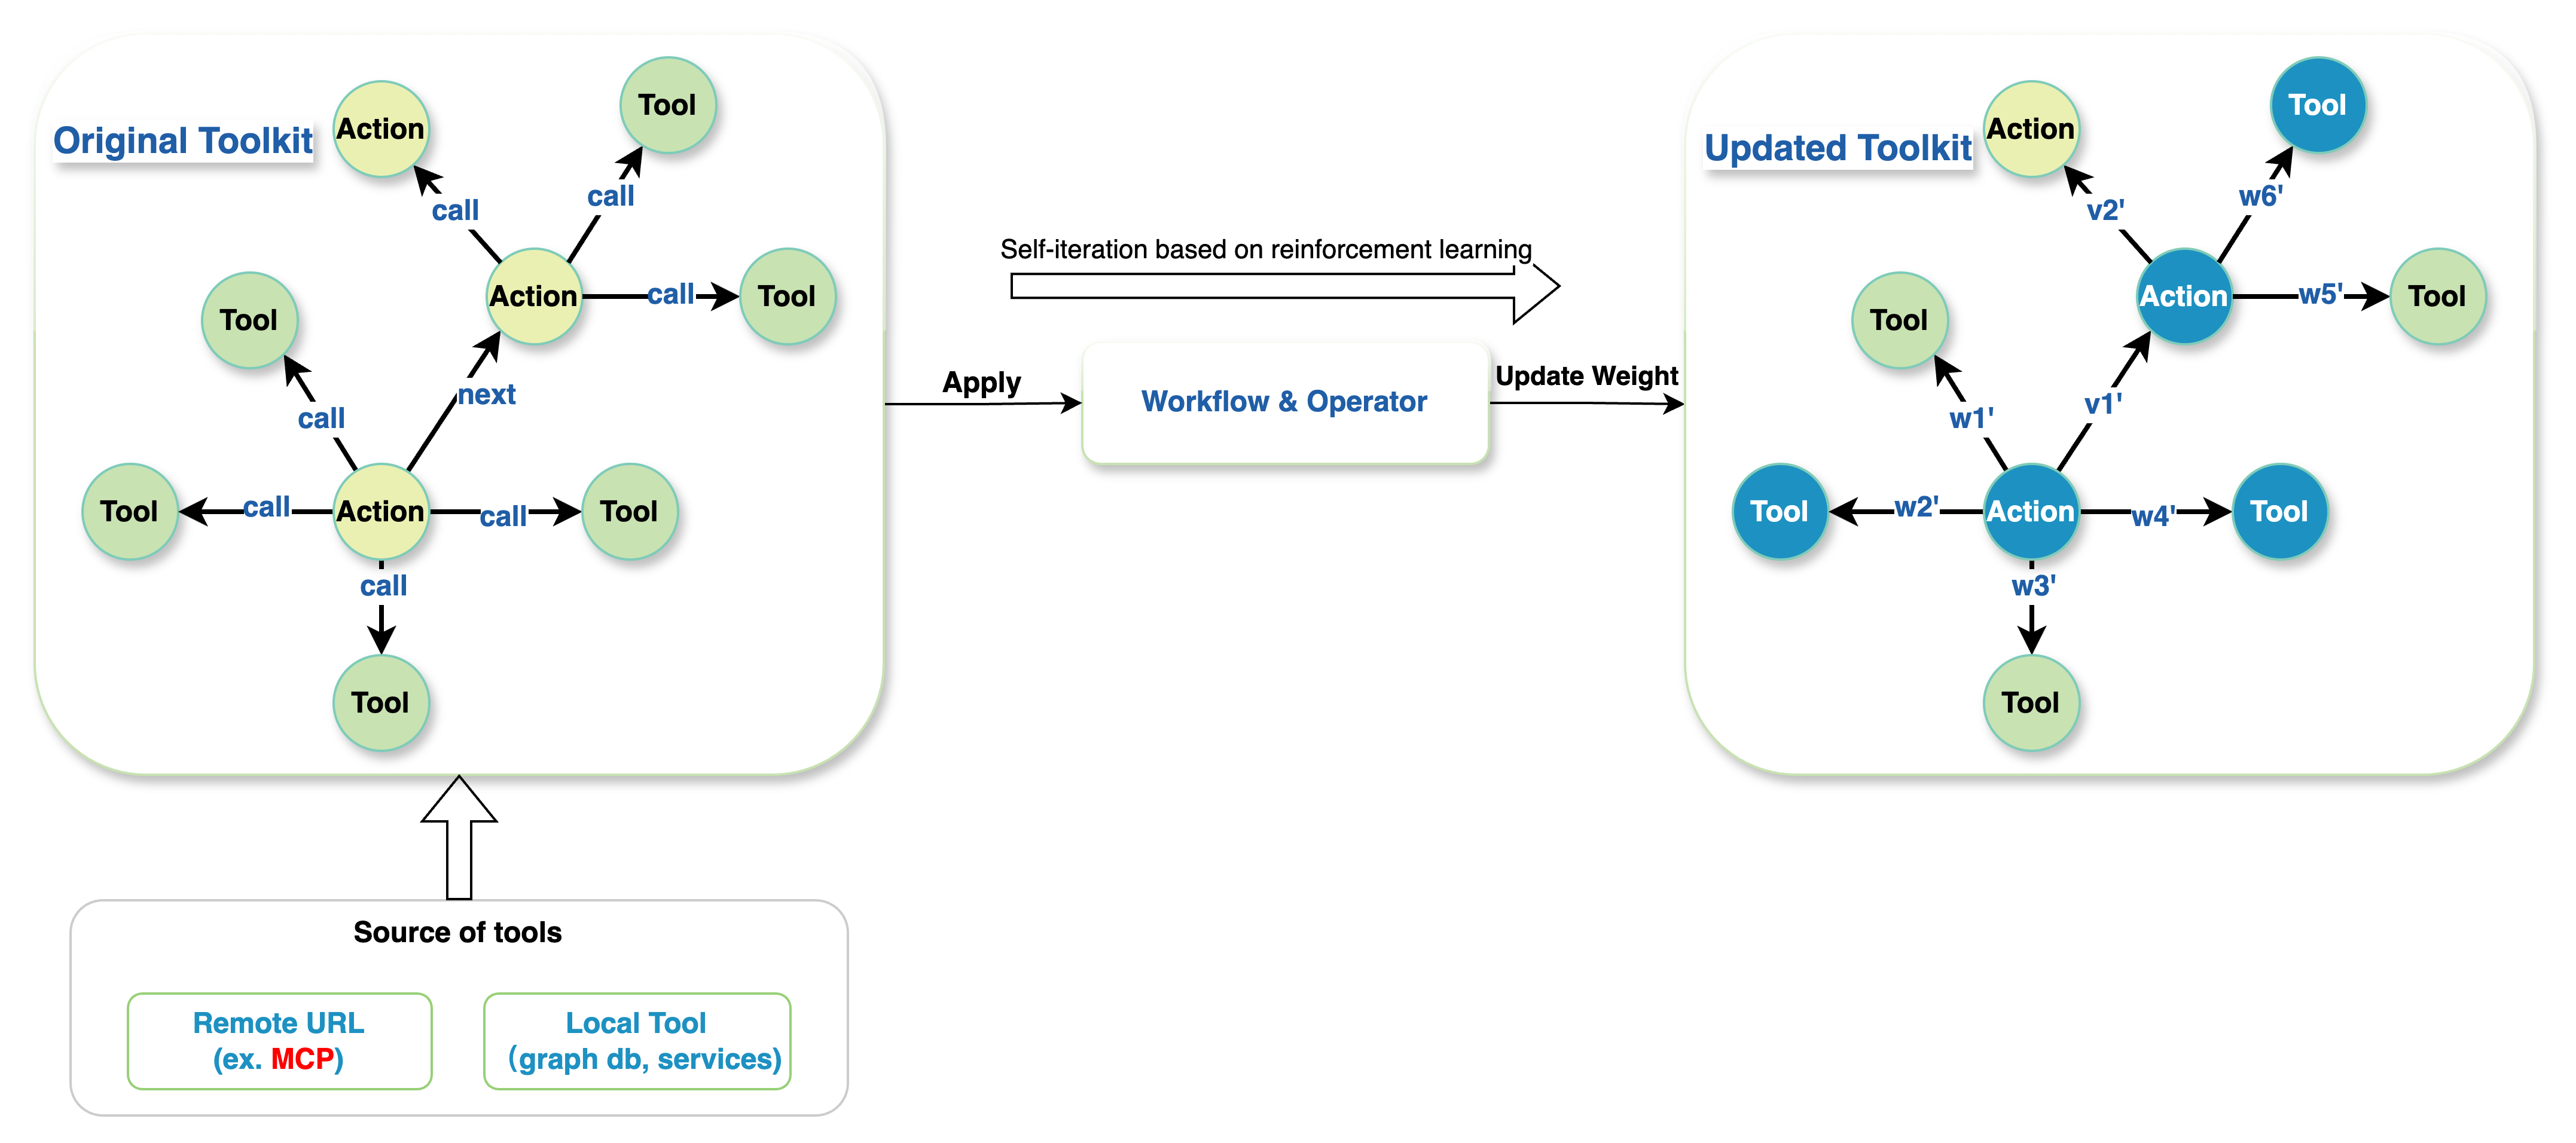 Original Toolkit
Action
Tool
call
call
Tool
Action
call
Tool
call
next
Tool
call
Action
call
Tool
call
Tool
Source of tools
Remote URL
(ex. MCP)
Local Tool
(graph db, services)
Self-iteration based on reinforcement learning
Apply
Workflow & Operator
Update Weight
Updated Toolkit
Action
Tool
v2'
w6'
Tool
Action
w5'
Tool
w1'
v1'
Tool
w2'
Action
w4'
Tool
w3'
Tool